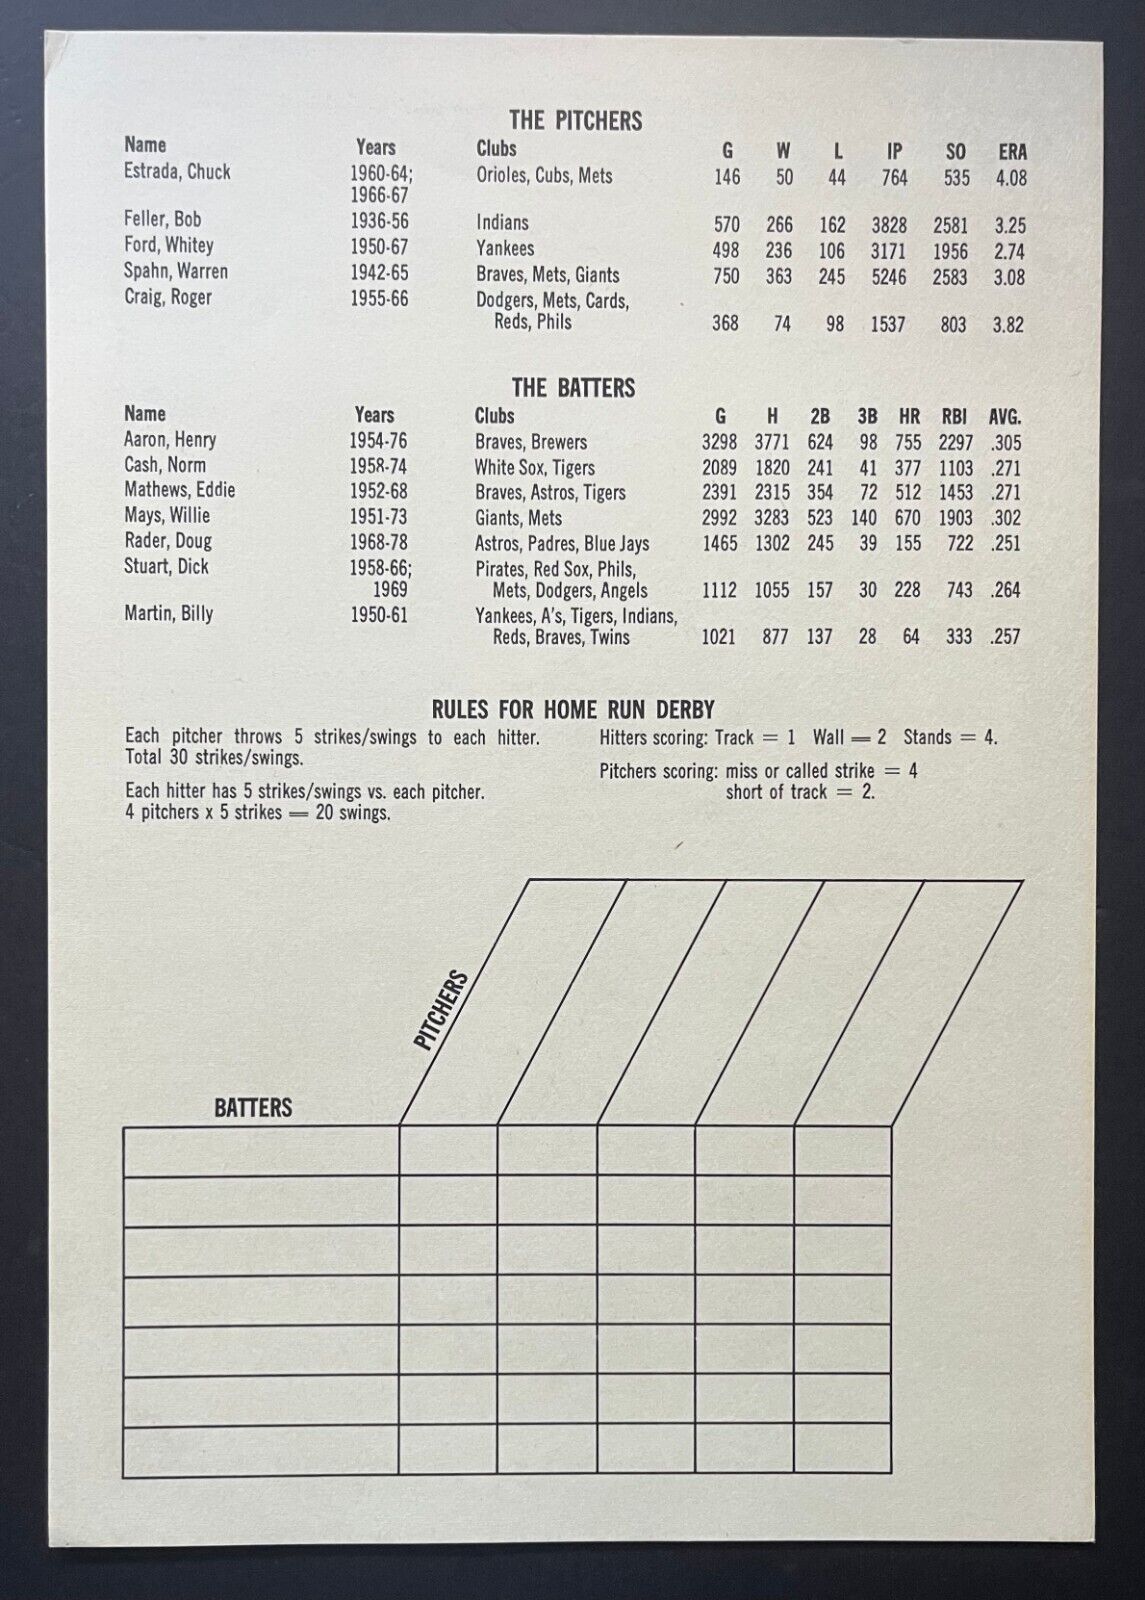 THE PITCHERS
Name Years Clubs G W L IP SO ERA
Estrada, Chuck 1960-64; Orioles, Cubs, Mets 146 50 44 764 535 4.08
1966-67
Feller, Bob 1936-56 Indians 570 266 162 3828 2581 3.25
Ford, Whitey 1950-67 Yankees 498 236 106 3171 1956 2.74
Spahn, Warren 1942-65 Braves, Mets, Giants 750 363 245 5246 2583 3.08
Craig, Roger 1955-66 Dodgers, Mets, Cards,
Reds, Phils 368 74 98 1537 803 3.82
THE BATTERS
Name Years Clubs G H 2B 3B HR RBI AVG.
Aaron, Henry 1954-76 Braves, Brewers 3298 3771 624 98 755 2297 .305
Cash, Norm 1958-74 White Sox, Tigers 2089 1820 241 41 377 1103 .271
Mathews, Eddie 1952-68 Braves, Astros, Tigers 2391 2315 354 72 512 1453 .271
Mays, Willie 1951-73 Giants, Mets 2992 3283 523 140 670 1903 .302
Rader, Doug 1968-78 Astros, Padres, Blue Jays 1465 1302 245 39 155 722 .251
Stuart, Dick 1958-66; Pirates, Red Sox, Phils,
1969 Mets, Dodgers, Angels 1112 1055 157 30 228 743 .264
Martin, Billy 1950-61 Yankees, A's, Tigers, Indians,
Reds, Braves, Twins 1021 877 137 28 64 333 .257
RULES FOR HOME RUN DERBY
Each pitcher throws 5 strikes/swings to each hitter.
Total 30 strikes/swings.
Each hitter has 5 strikes/swings vs. each pitcher.
4 pitchers x 5 strikes = 20 swings.
Hitters scoring: Track = 1 Wall = 2 Stands = 4.
Pitchers scoring: miss or called strike = 4
short of track = 2.
PITCHERS
BATTERS